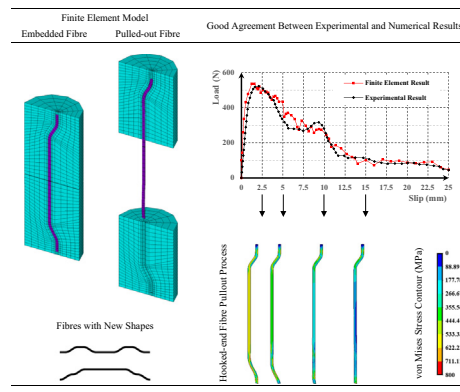 Finite Element Model
Good Agreement Between Experimental and Numerical Results
Embedded Fibre
Pulled-out Fibre
Load (N)
600
400
200
0
Finite Element Result
Experimental Result
0
2.5
5
7.5
10
12.5
15
17.5
20
22.5
25
Slip (mm)
Hooked-end Fibre Pullout Process
von Mises Stress Contour (MPa)
0
88.89
177.78
266.6
355.5
444.4
533.3
622.2
711.1
800
Fibres with New Shapes